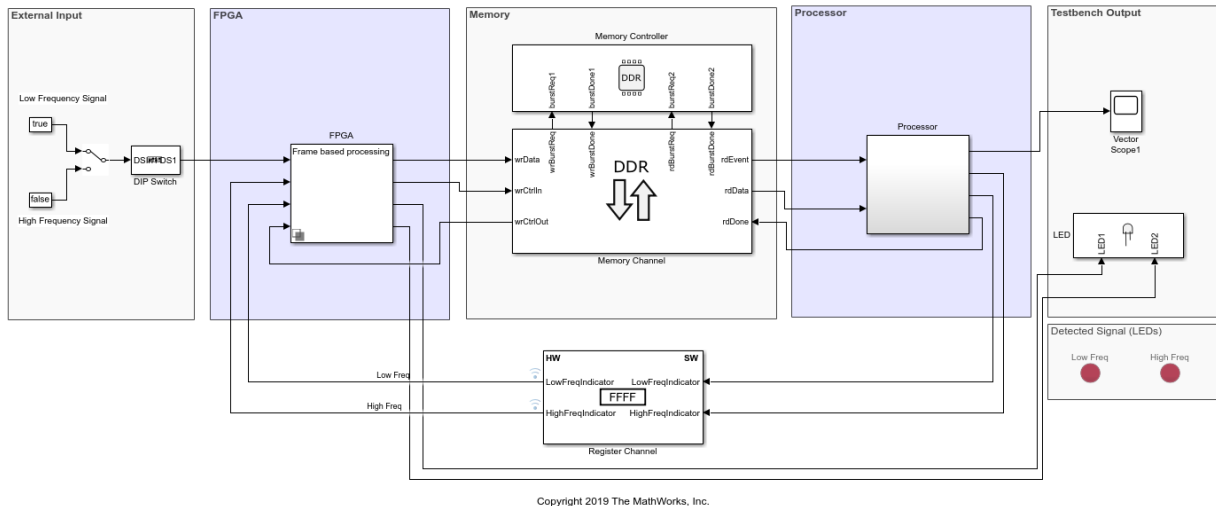 External Input
FPGA
Memory
Processor
Testbench Output
Memory Controller
DDR
burstReq1
burstDone1
burstReq2
burstDone2
Low Frequency Signal
true
false
High Frequency Signal
DIP Switch
FPGA
Frame based processing
wrBurstReq
wrBurstDone
rdBurstReq
rdBurstDone
wrData
wrCtrlIn
wrCtrlOut
DDR
rdEvent
rdData
rdDone
Memory Channel
Processor
Vector
Scope1
LED
LED1
LED2
Detected Signal (LEDs)
Low Freq
High Freq
HW
SW
Low Freq
LowFreqIndicator
LowFreqIndicator
FFFF
High Freq
HighFreqIndicator
HighFreqIndicator
Register Channel
Copyright 2019 The MathWorks, Inc.